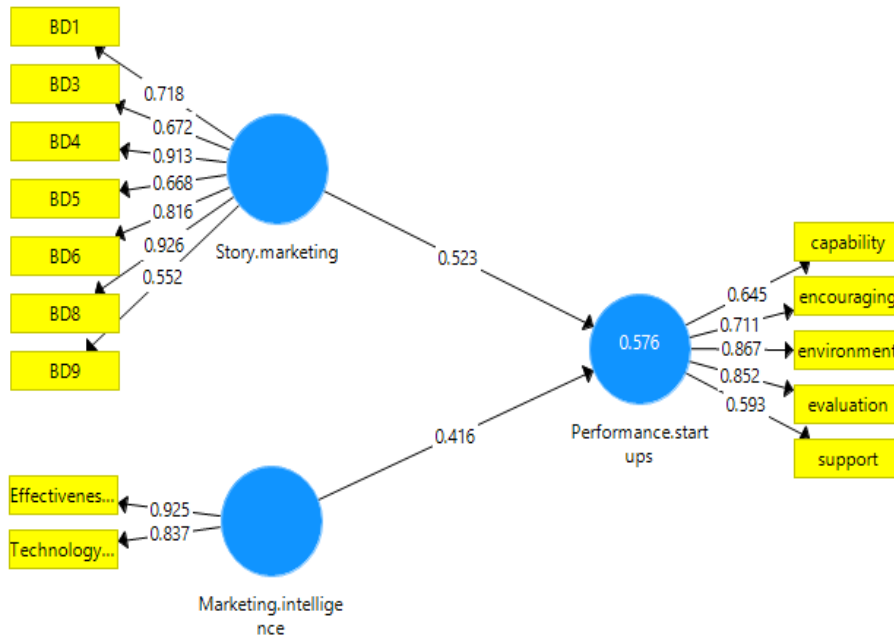 BD1
BD3
BD4
BD5
BD6
BD8
BD9
0.718
0.672
0.913
0.668
0.816
0.926
0.552
Story.marketing
0.523
Effectivenes...
Technology...
0.925
0.837
Marketing.intellige
nce
0.416
0.576
Performance.start
ups
0.645
0.711
0.867
0.852
0.593
capability
encouraging
environment
evaluation
support